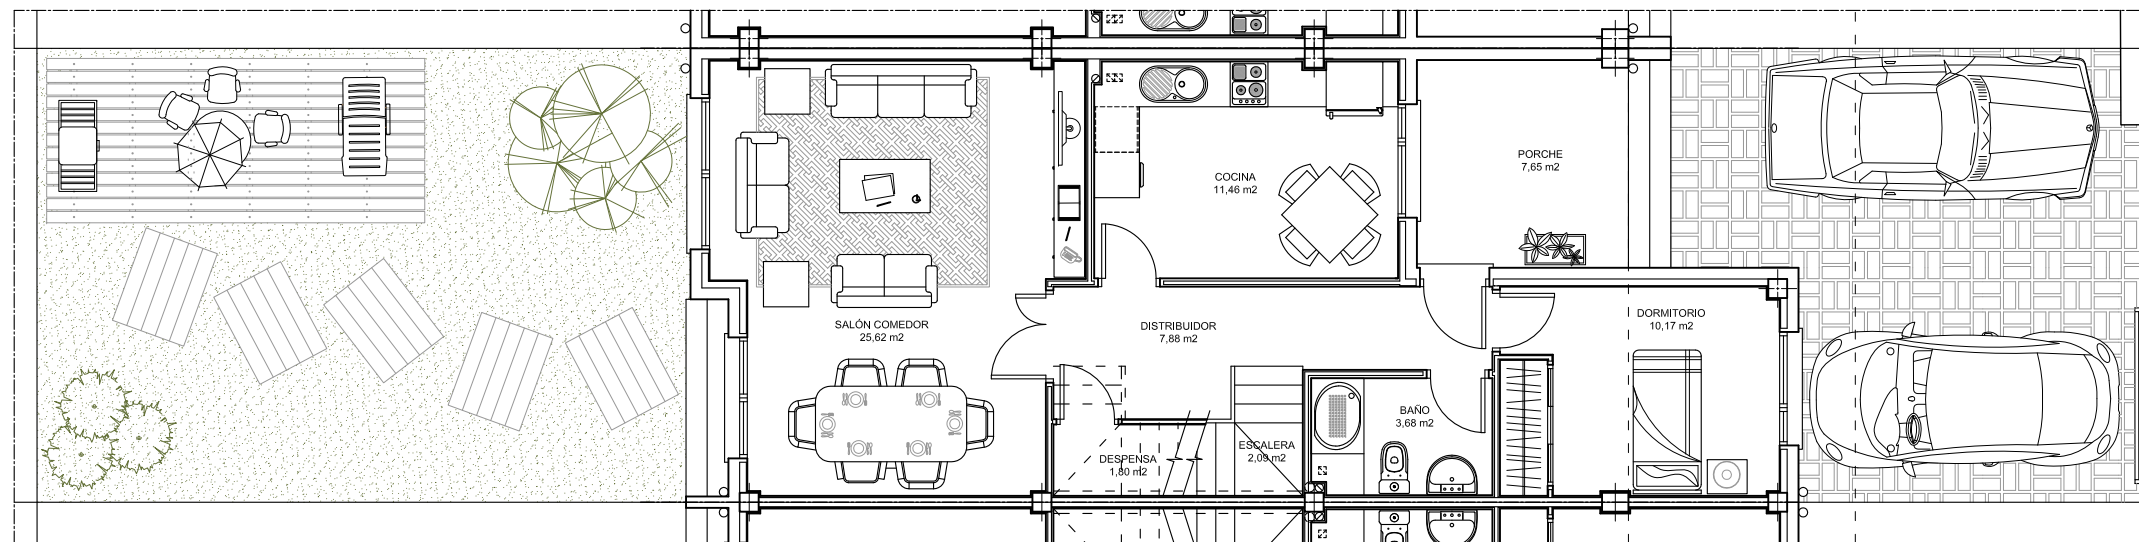 PORCHE
7,65 m2
COCINA
11,46 m2
SALÓN COMEDOR
25,62 m2
DISTRIBUIDOR
7,88 m2
DORMITORIO
10,17 m2
BAÑO
3,68 m2
DESPENSA
1,80 m2
ESCALERA
2,09 m2